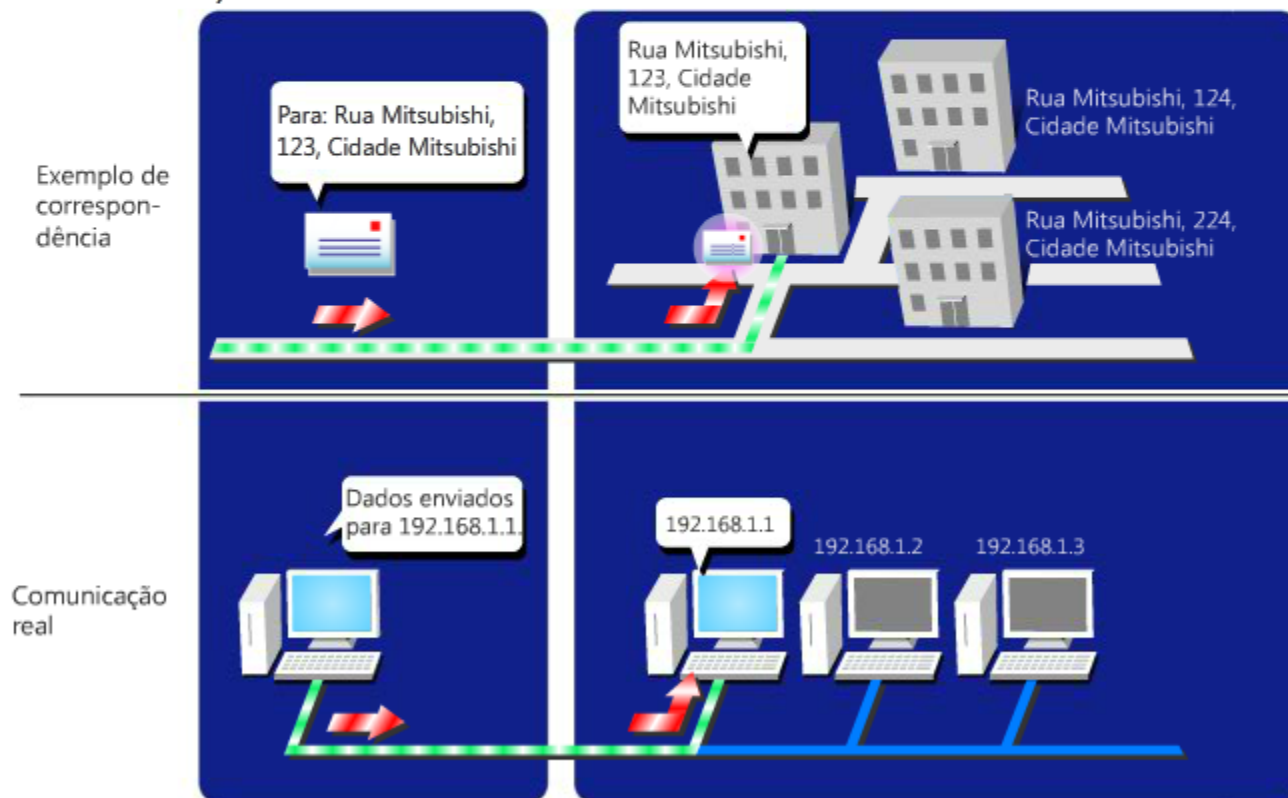 Exemplo de
correspon-
dência
Para: Rua Mitsubishi,
123, Cidade Mitsubishi
Rua Mitsubishi,
123, Cidade
Mitsubishi
Rua Mitsubishi, 124,
Cidade Mitsubishi
Rua Mitsubishi, 224,
Cidade Mitsubishi
Comunicação
real
Dados enviados
para 192.168.1.1.
192.168.1.1
192.168.1.2
192.168.1.3